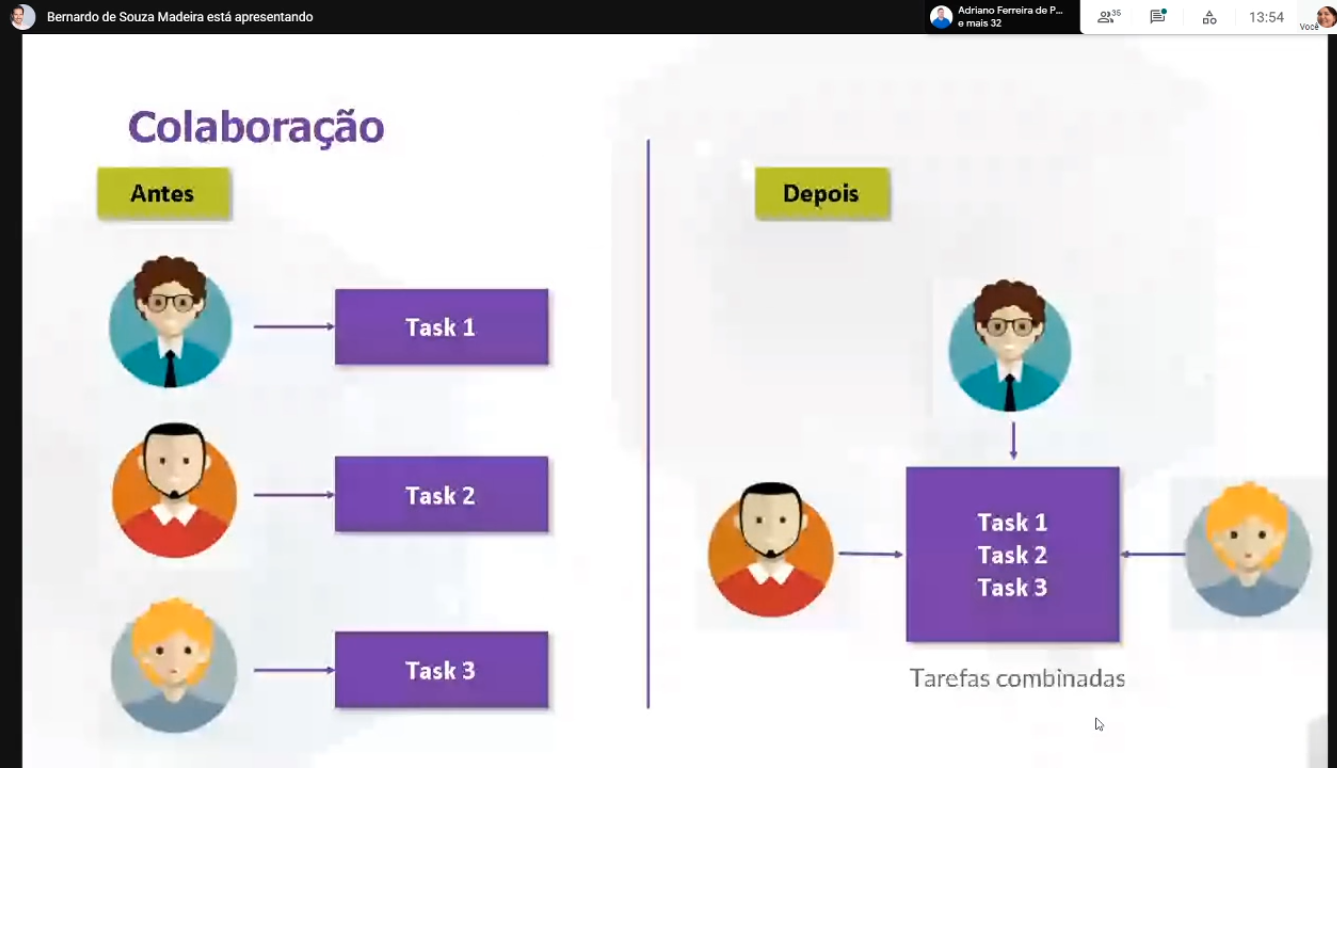 Bernardo de Souza Madeira está apresentando
Adriano Ferreira de P...
e mais 32
35
13:54
Você
Colaboração
Antes
Depois
Task 1
Task 2
Task 3
Task 1
Task 2
Task 3
Tarefas combinadas